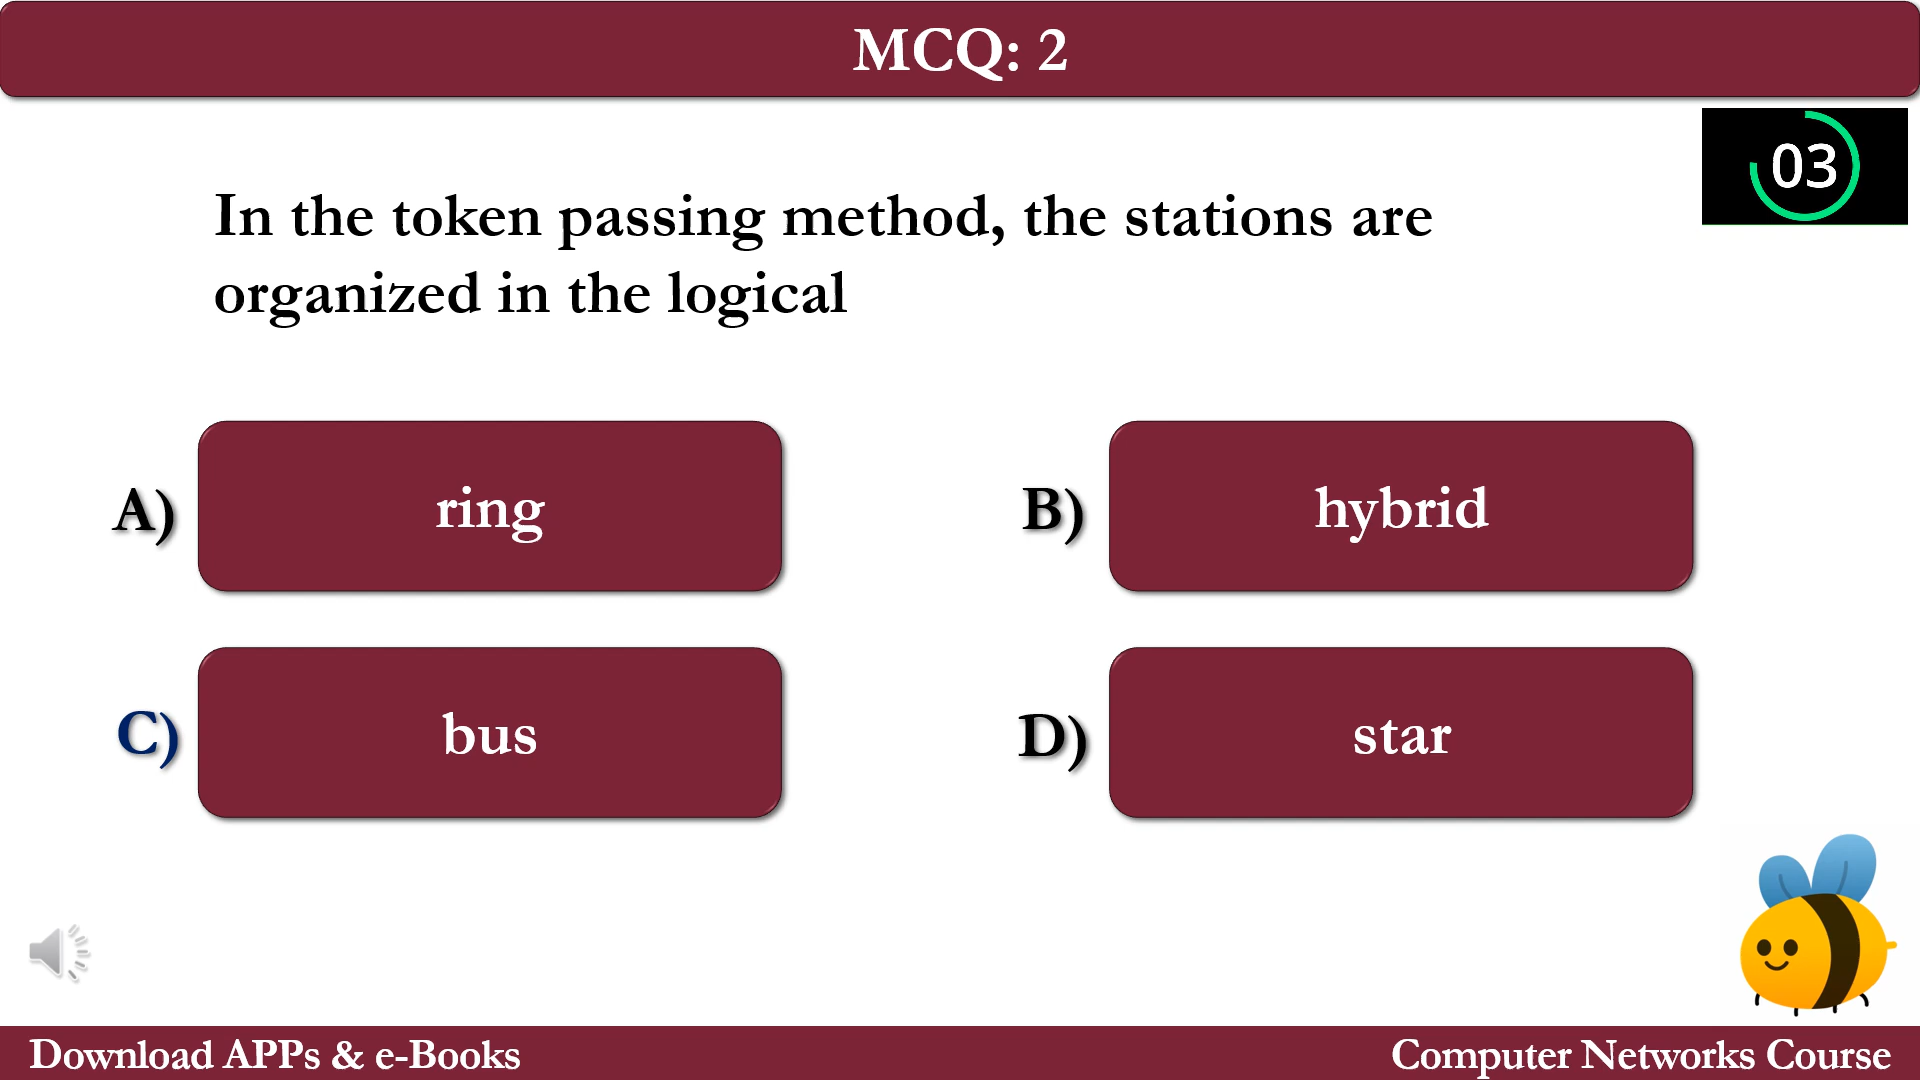 MCQ: 2
03
In the token passing method, the stations are
organized in the logical
A) ring
B) hybrid
C) bus
D) star
Download APPs & e-Books
Computer Networks Course